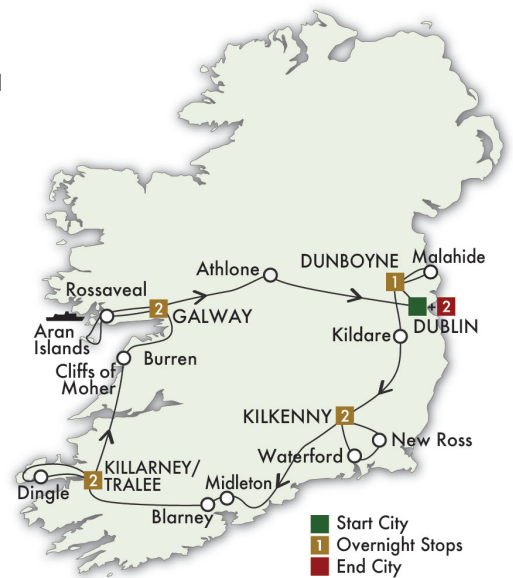 Malahide
DUNBOYNE
1
Athlone
Rossaveal
2
GALWAY
+ 2
DUBLIN
Aran
Islands
Kildare
Burren
Cliffs of
Moher
KILKENNY 2
New Ross
Waterford
KILLARNEY/
2 TRALEE
Midleton
Dingle
Blarney
Start City
1 Overnight Stops
End City